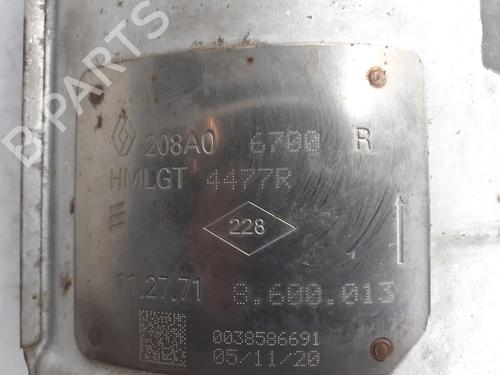 B-PARTS
208A0 6700 R
HMLGT 4477R
228
11.27.71 8.600.013
0038586691
05/11/20